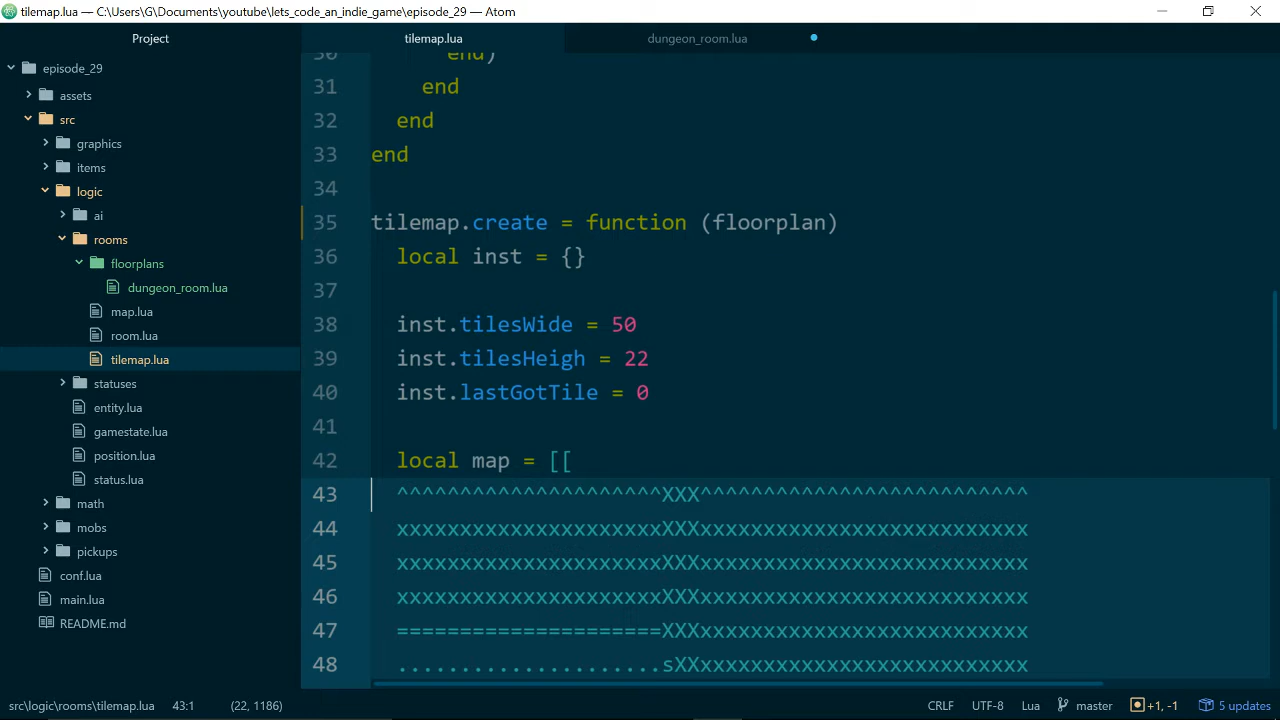 tilemap.lua — C:\Users\G\Documents\youtube\lets_code_an_indie_game\episode_29 — Atom
Project
tilemap.lua
dungeon_room.lua
episode_29
assets
src
graphics
items
logic
ai
rooms
floorplans
dungeon_room.lua
map.lua
room.lua
tilemap.lua
statuses
entity.lua
gamestate.lua
position.lua
status.lua
math
mobs
pickups
conf.lua
main.lua
README.md
30 end)
31 end
32 end
33 end
34
35 tilemap.create = function (floorplan)
36 local inst = {}
37
38 inst.tilesWide = 50
39 inst.tilesHeigh = 22
40 inst.lastGotTile = 0
41
42 local map = [[
43 ^^^^^^^^^^^^^^^^^^^^^XXX^^^^^^^^^^^^^^^^^^^^^^^^^^
44 xxxxxxxxxxxxxxxxxxxxxXXXxxxxxxxxxxxxxxxxxxxxxxxxxx
45 xxxxxxxxxxxxxxxxxxxxxXXXxxxxxxxxxxxxxxxxxxxxxxxxxx
46 xxxxxxxxxxxxxxxxxxxxxXXXxxxxxxxxxxxxxxxxxxxxxxxxxx
47 =====================XXXxxxxxxxxxxxxxxxxxxxxxxxxxx
48 .....................sXXxxxxxxxxxxxxxxxxxxxxxxxxxx
src\logic\rooms\tilemap.lua 43:1 (22, 1186)
CRLF UTF-8 Lua master +1, -1 5 updates